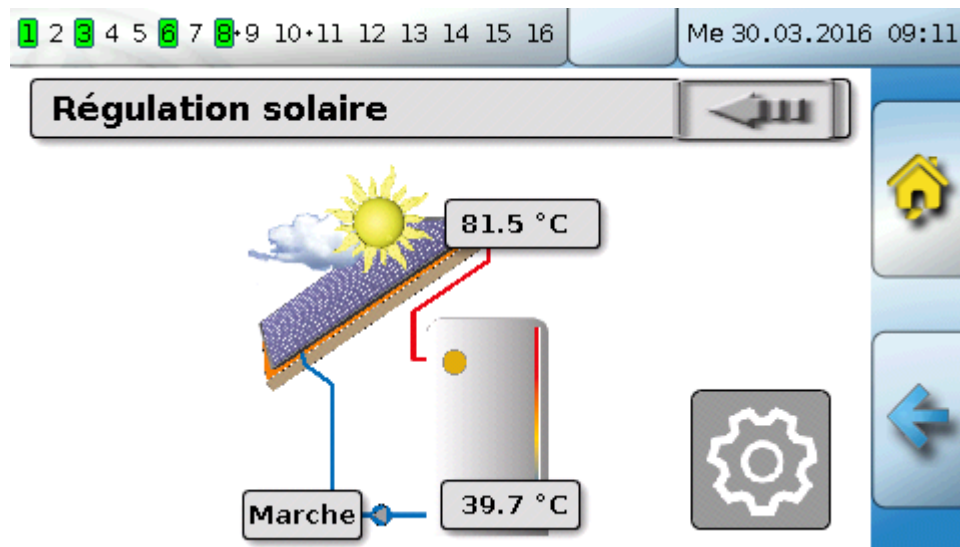 1 2 3 4 5 6 7 8·9 10·11 12 13 14 15 16
Me 30.03.2016 09:11
Régulation solaire
81.5 °C
Marche
39.7 °C